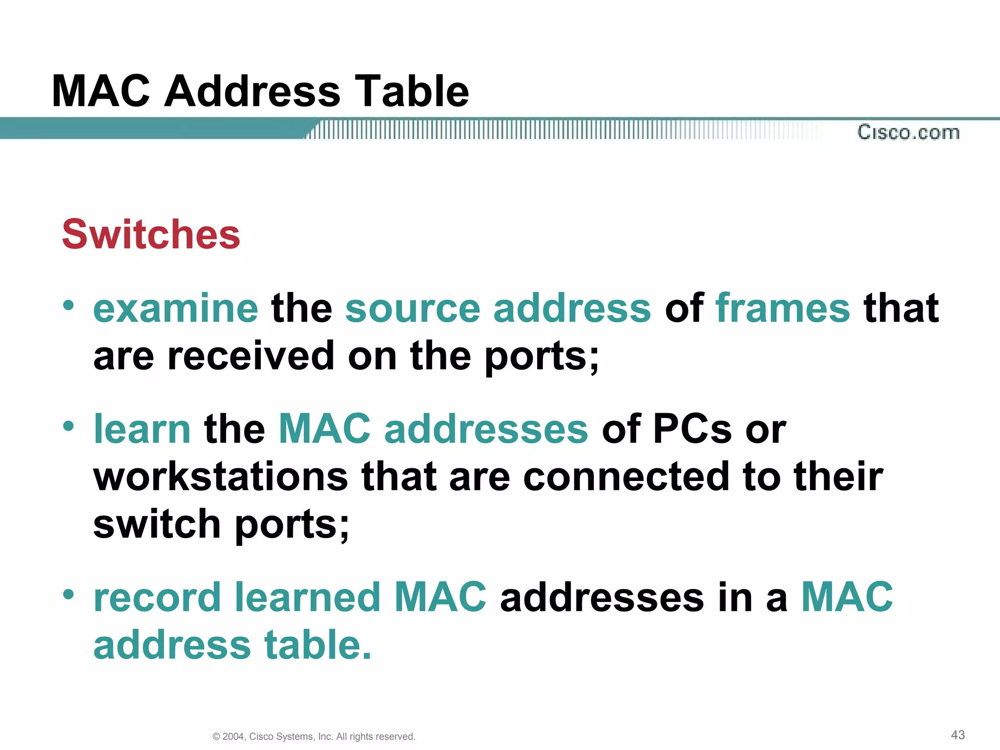 MAC Address Table
Cisco.com
Switches
• examine the source address of frames that
are received on the ports;
• learn the MAC addresses of PCs or
workstations that are connected to their
switch ports;
• record learned MAC addresses in a MAC
address table.
© 2004, Cisco Systems, Inc. All rights reserved.
43